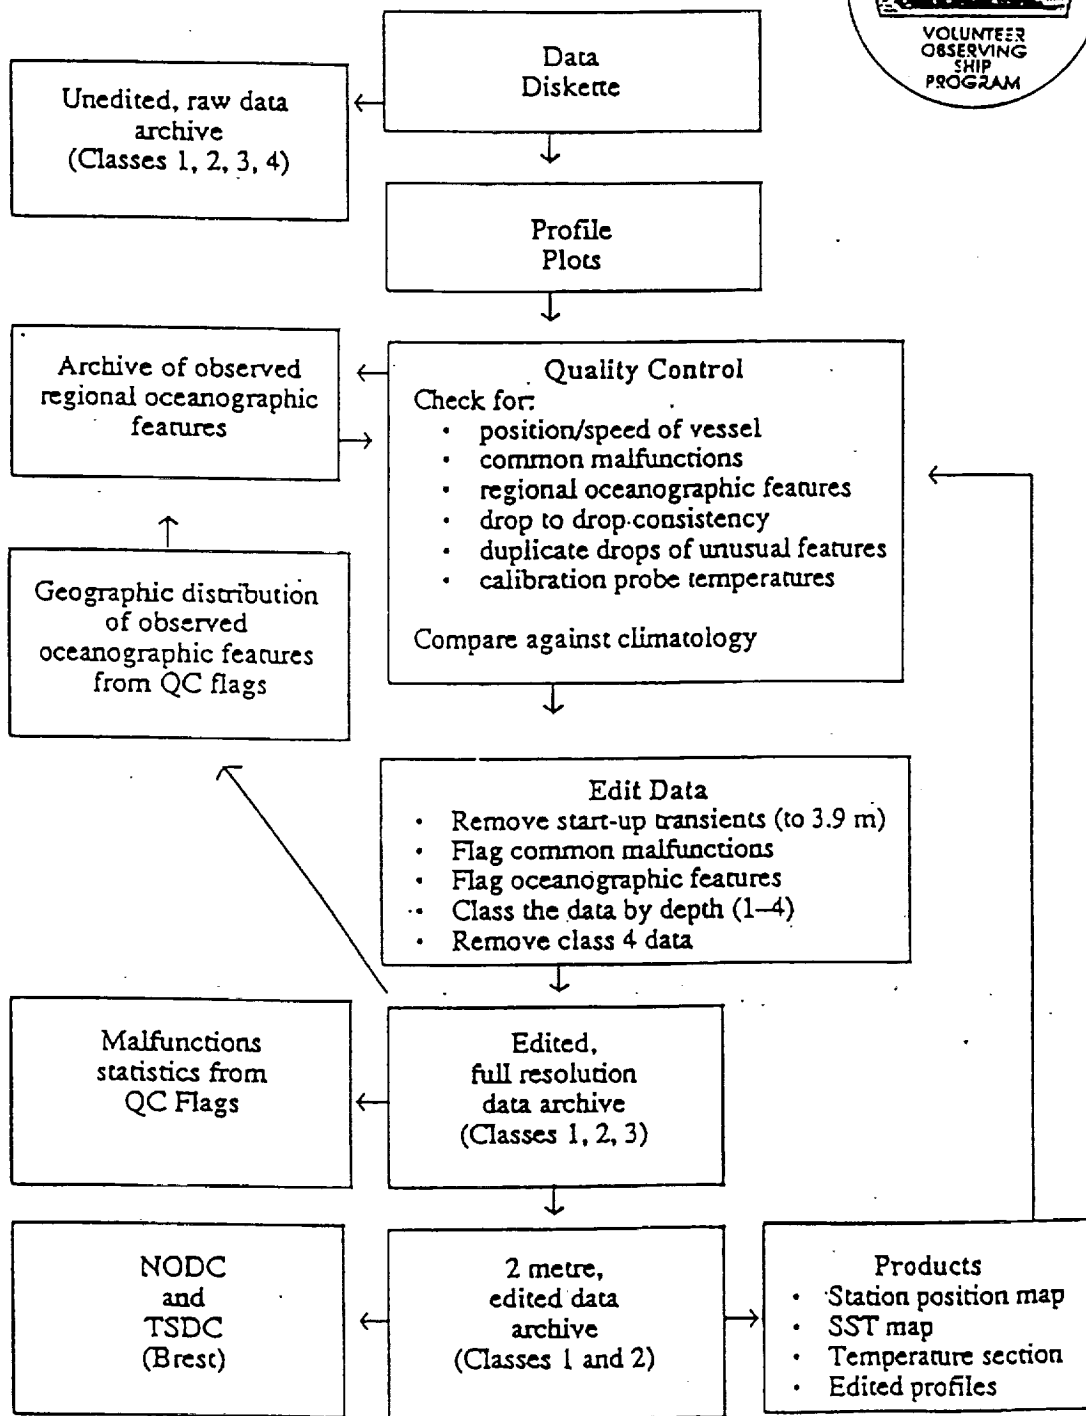 VOLUNTEER
OBSERVING
SHIP
PROGRAM
Data
Diskette
Unedited, raw data
archive
(Classes 1, 2, 3, 4)
Profile
Plots
Archive of observed
regional oceanographic
features
Quality Control
Check for:
· position/speed of vessel
· common malfunctions
· regional oceanographic features
· drop to drop consistency
· duplicate drops of unusual features
· calibration probe temperatures
Compare against climatology
Geographic distribution
of observed
oceanographic features
from QC flags
Edit Data
· Remove start-up transients (to 3.9 m)
· Flag common malfunctions
· Flag oceanographic features
· Class the data by depth (1–4)
· Remove class 4 data
Malfunctions
statistics from
QC Flags
Edited,
full resolution
data archive
(Classes 1, 2, 3)
NODC
and
TSDC
(Brest)
2 metre,
edited data
archive
(Classes 1 and 2)
Products
· Station position map
· SST map
· Temperature section
· Edited profiles